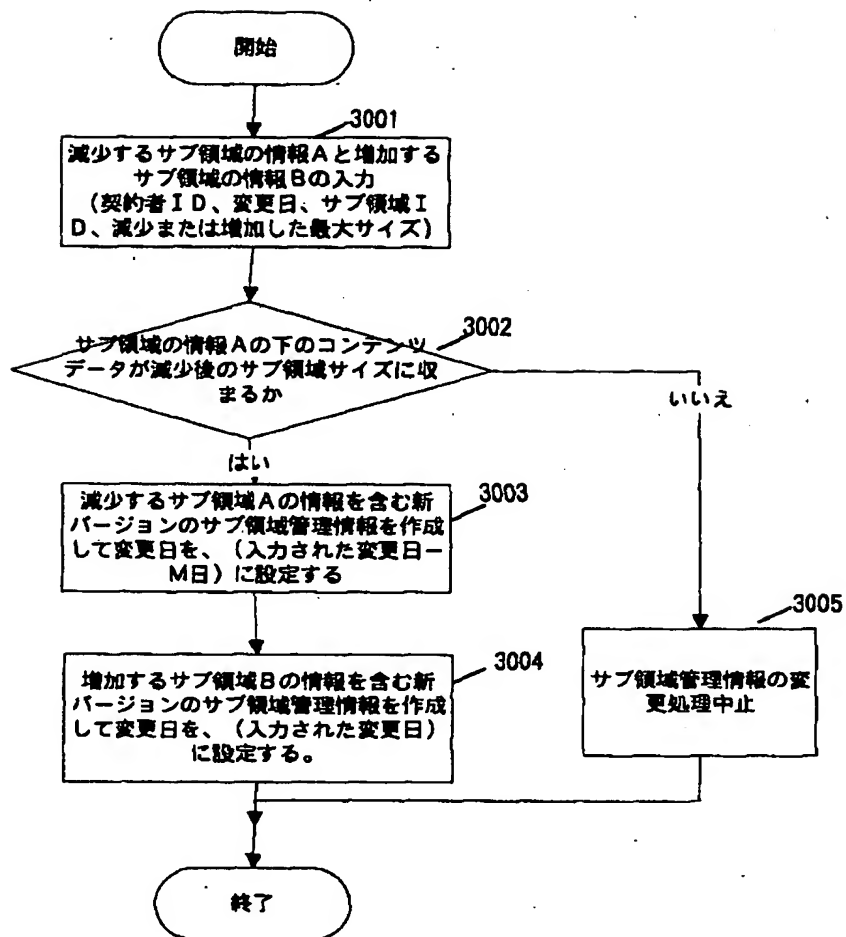 開始
3001
減少するサブ領域の情報Aと増加する
サブ領域の情報Bの入力
(契約者ID、変更日、サブ領域I
D、減少または増加した最大サイズ)
3002
サブ領域の情報Aの下のコンテンツ
データが減少後のサブ領域サイズに収
まるか
いいえ
はい
3003
減少するサブ領域Aの情報を含む新
バージョンのサブ領域管理情報を作成
して変更日を、(入力された変更日−
M日)に設定する
3004
増加するサブ領域Bの情報を含む新
バージョンのサブ領域管理情報を作成
して変更日を、(入力された変更日)
に設定する。
3005
サブ領域管理情報の変
更処理中止
終了